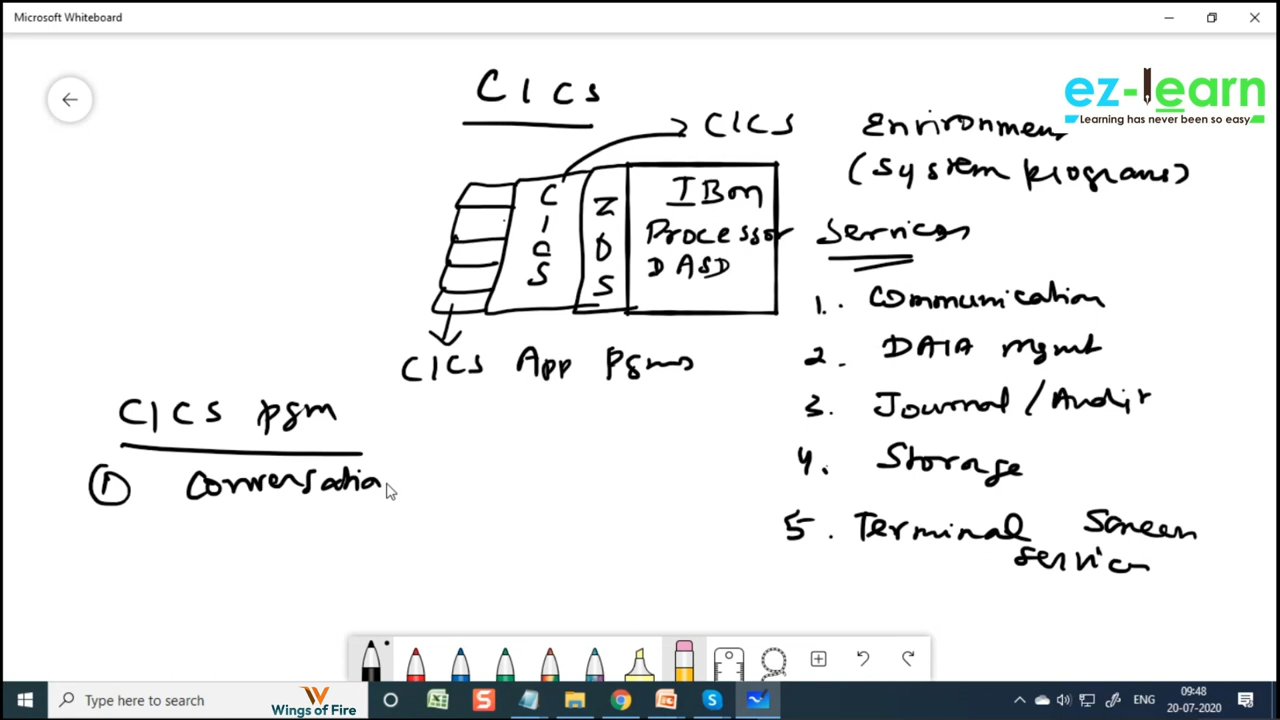 Microsoft Whiteboard
ez-learn
Learning has never been so easy
CICS
CICS Environment
(System programs)
C
I
C
S
Z
O
S
IBM
Processor
DASD
CICS App Pgms
Services
1. Communication
2. DATA Mgmt
3. Journal / Audit
4. Storage
5. Terminal Screen
Service
CICS pgm
1 Conversation
Type here to search
Wings of Fire
ENG
09:48
20-07-2020